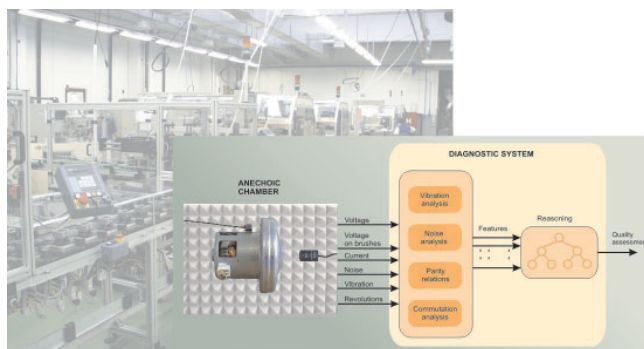 DIAGNOSTIC SYSTEM
ANECHOIC
CHAMBER
Voltage
Voltage
on brushes
Current
Noise
Vibration
Revolutions
Vibration
analysis
Noise
analysis
Parity
relations
Commutation
analysis
Features
Reasoning
Quality
assessment